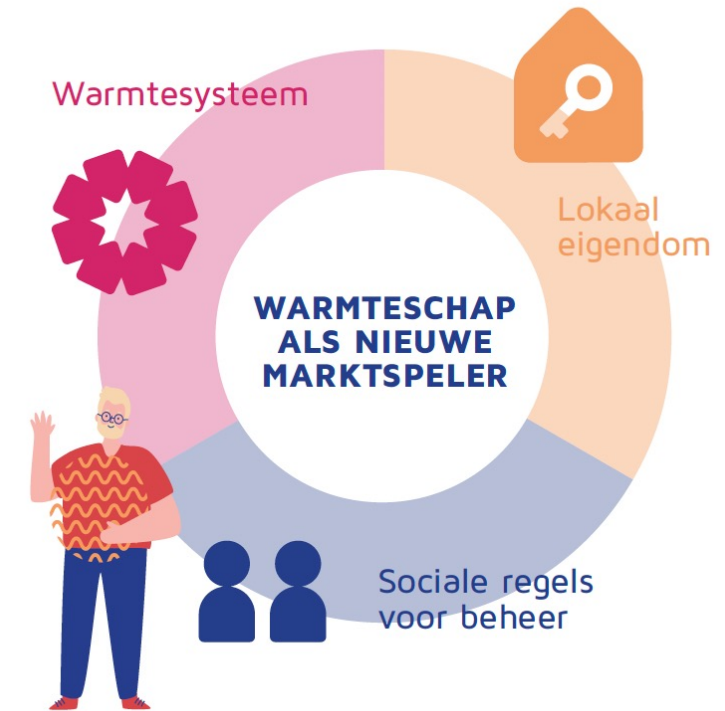 Warmtesysteem
Lokaal
eigendom
WARMTESCHAP
ALS NIEUWE
MARKTSPELER
Sociale regels
voor beheer